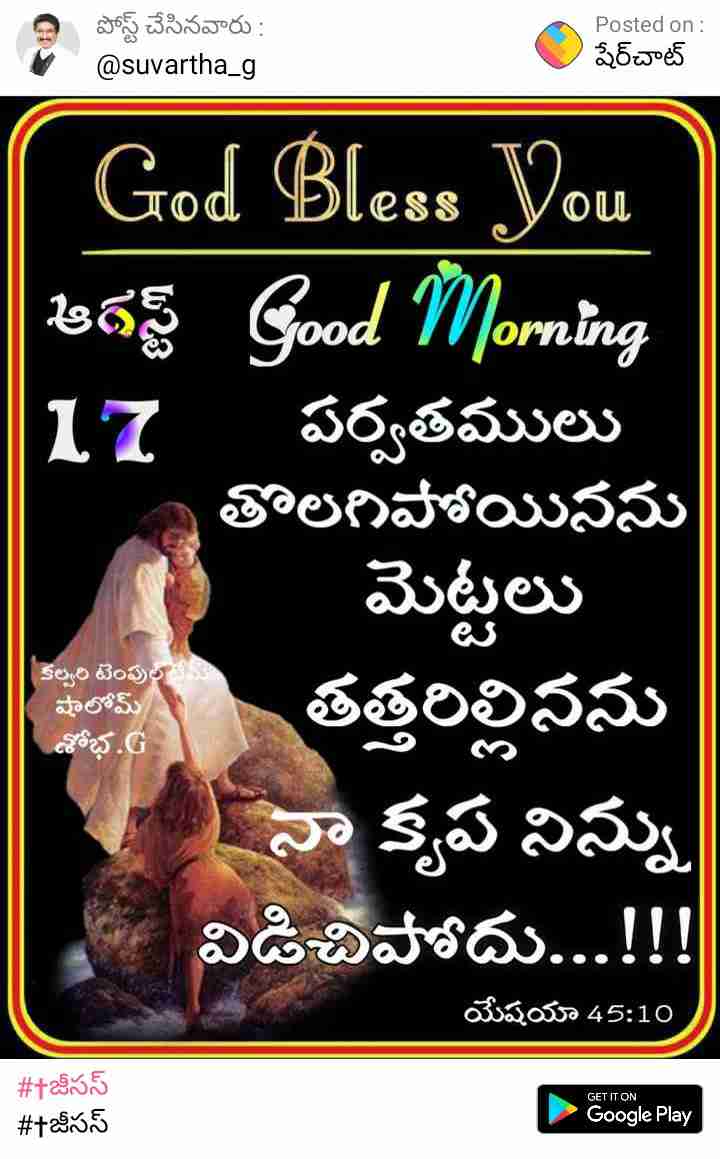 పోస్ట్ చేసినవారు :
@suvartha_g
Posted on :
షేర్‌చాట్
God Bless You
ఆగస్ట్ Good Morning
17 పర్వతములు
తొలగిపోయినను
మెట్టలు
కల్వరి టెంపుల్ టీమ్
షాలోమ్
శోభ.G
తత్తరిల్లినను
నా కృప నిన్ను
విడిచిపోదు...!!!
యేషయా 45:10
#✝జీసస్
#✝జీసస్
GET IT ON
Google Play